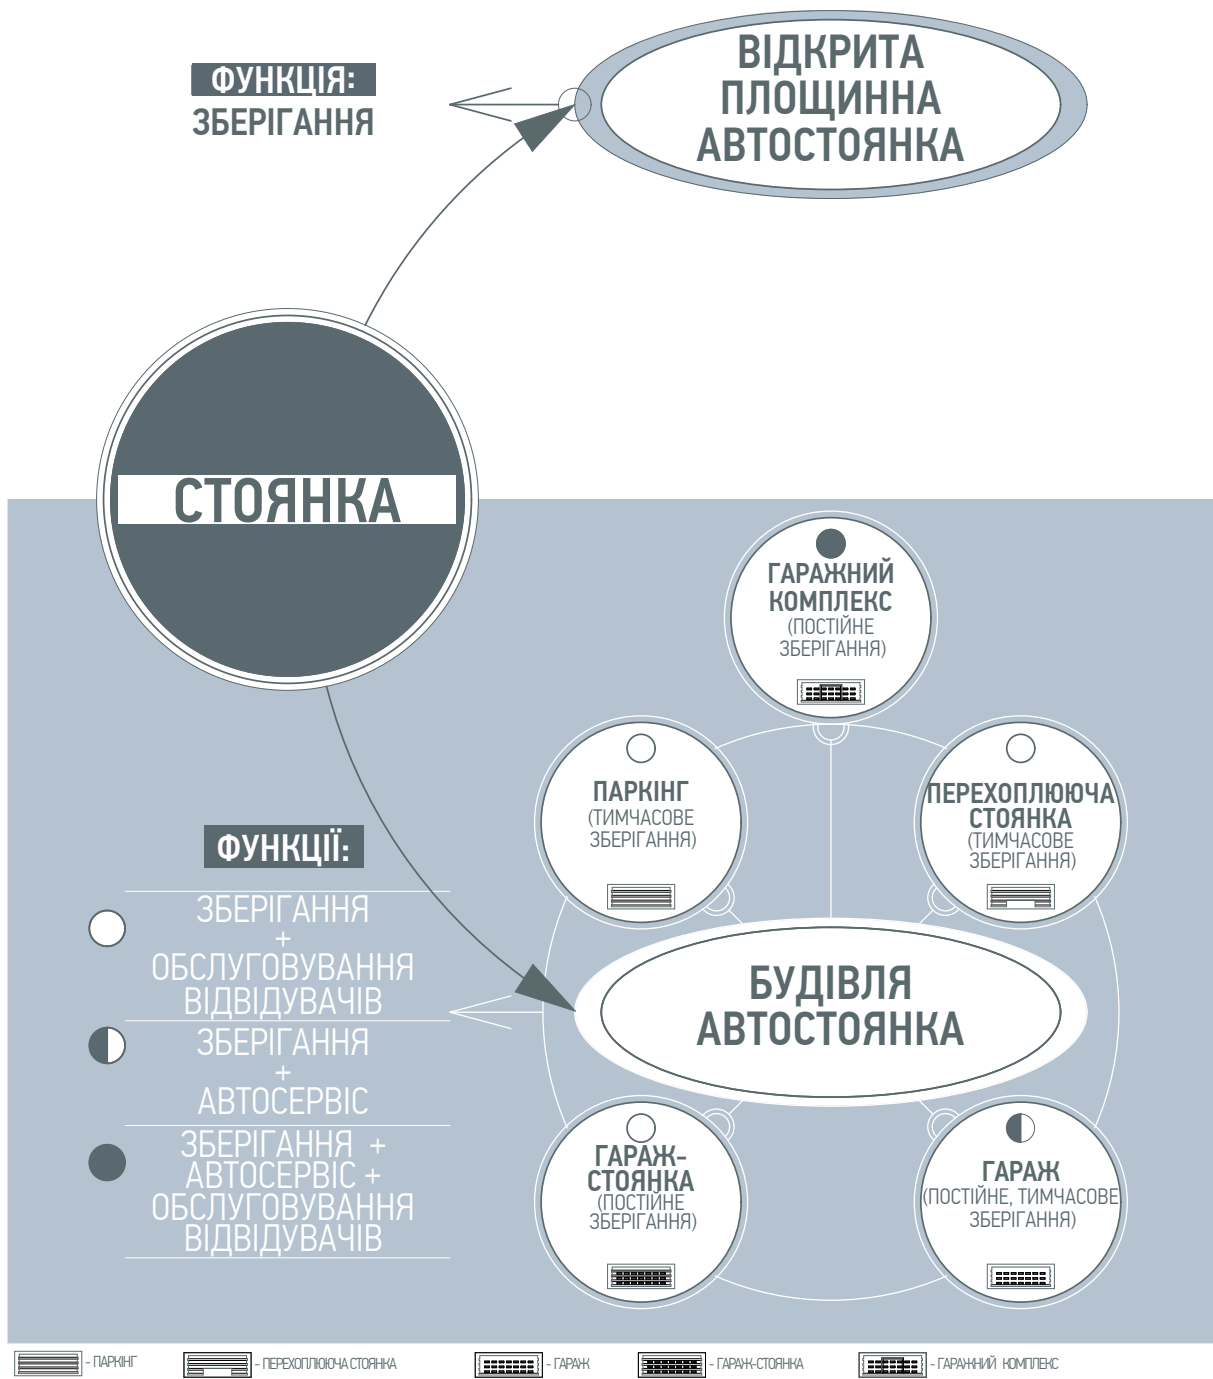 ВІДКРИТА
ПЛОЩИННА
АВТОСТОЯНКА
ФУНКЦІЯ:
ЗБЕРІГАННЯ
СТОЯНКА
ГАРАЖНИЙ
КОМПЛЕКС
(ПОСТІЙНЕ
ЗБЕРІГАННЯ)
ПАРКІНГ
(ТИМЧАСОВЕ
ЗБЕРІГАННЯ)
ПЕРЕХОПЛЮЮЧА
СТОЯНКА
(ТИМЧАСОВЕ
ЗБЕРІГАННЯ)
ФУНКЦІЇ:
ЗБЕРІГАННЯ
+
ОБСЛУГОВУВАННЯ
ВІДВІДУВАЧІВ
ЗБЕРІГАННЯ
+
АВТОСЕРВІС
ЗБЕРІГАННЯ +
АВТОСЕРВІС +
ОБСЛУГОВУВАННЯ
ВІДВІДУВАЧІВ
БУДІВЛЯ
АВТОСТОЯНКА
ГАРАЖ-
СТОЯНКА
(ПОСТІЙНЕ
ЗБЕРІГАННЯ)
ГАРАЖ
(ПОСТІЙНЕ, ТИМЧАСОВЕ
ЗБЕРІГАННЯ)
- ПАРКІНГ
- ПЕРЕХОПЛЮЮЧА СТОЯНКА
- ГАРАЖ
- ГАРАЖ-СТОЯНКА
- ГАРАЖНИЙ КОМПЛЕКС